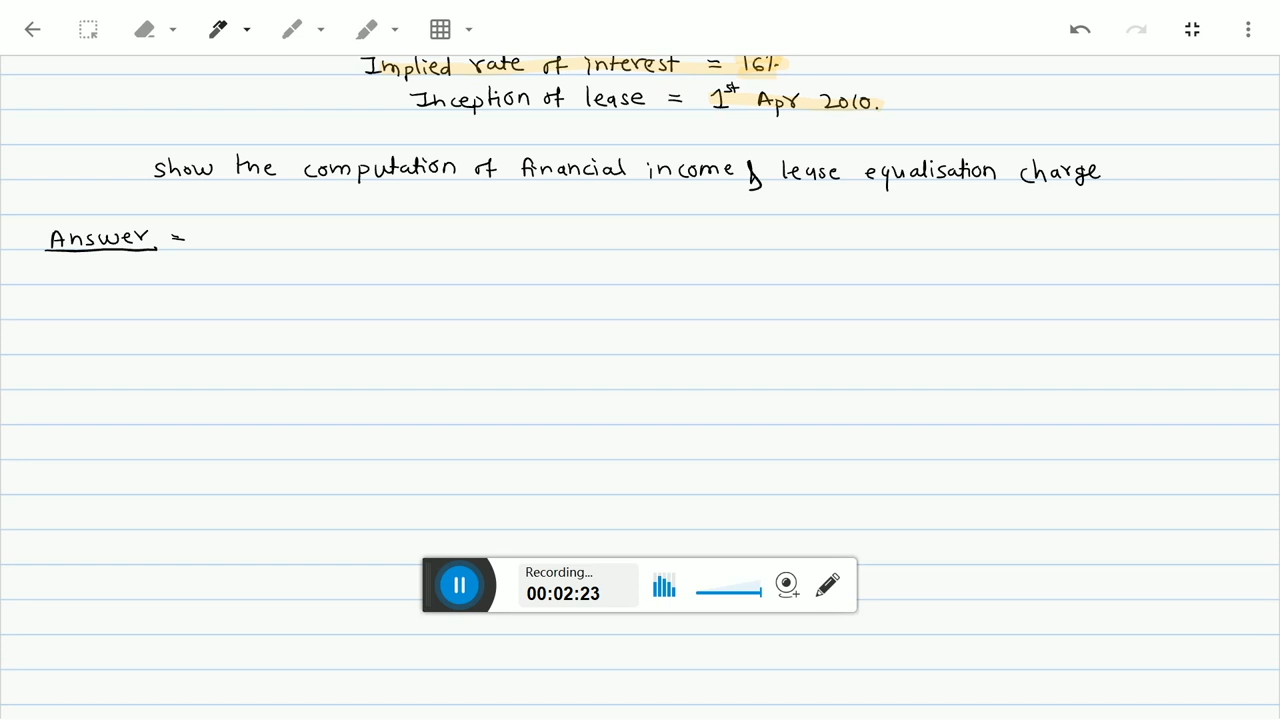 Implied rate of interest = 16%
Inception of lease = 1st Apr 2010.
show the computation of financial income & lease equalisation charge
Answer =
Recording...
00:02:23